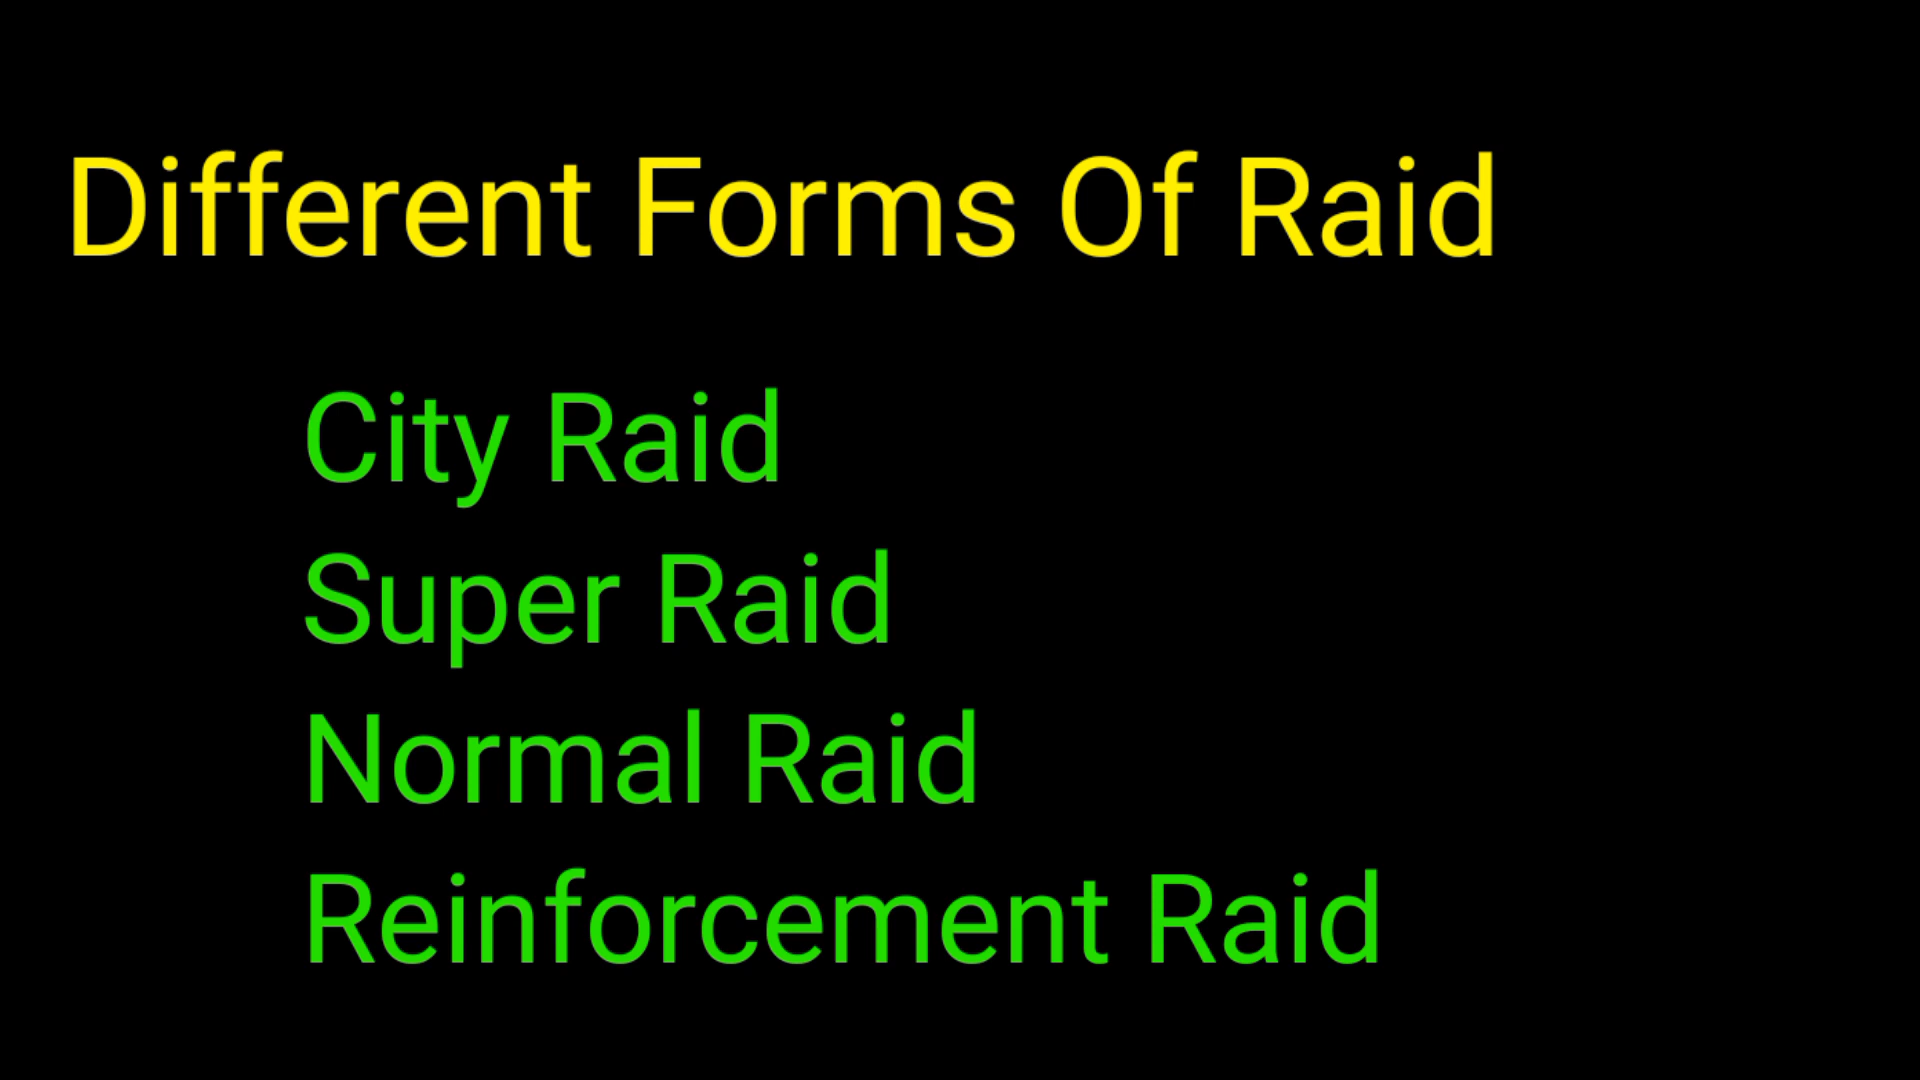 Different Forms Of Raid
City Raid
Super Raid
Normal Raid
Reinforcement Raid